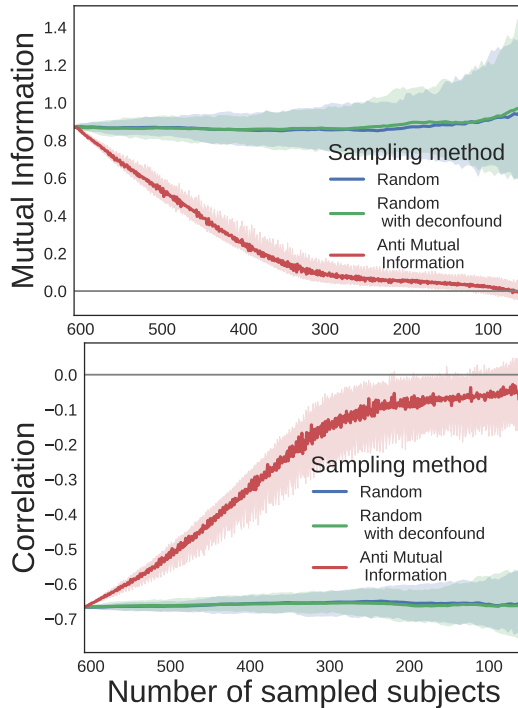 Mutual Information
1.4
1.2
1.0
0.8
0.6
0.4
0.2
0.0
Sampling method
Random
Random
with deconfound
Anti Mutual
Information
600 500 400 300 200 100
Correlation
0.0
−0.1
−0.2
−0.3
−0.4
−0.5
−0.6
−0.7
Sampling method
Random
Random
with deconfound
Anti Mutual
Information
600 500 400 300 200 100
Number of sampled subjects